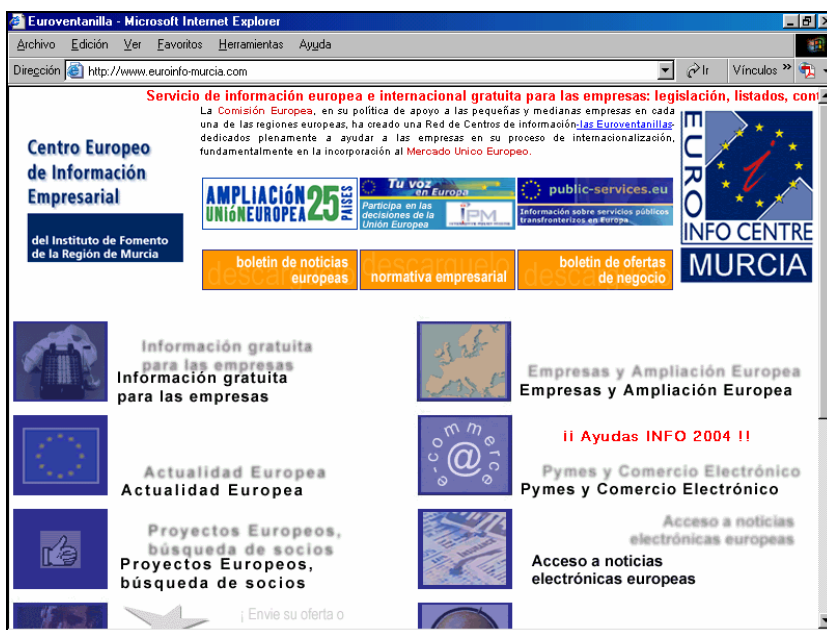 Euroventanilla - Microsoft Internet Explorer
Archivo Edición Ver Favoritos Herramientas Ayuda
Dirección http://www.euroinfo-murcia.com Ir Vínculos »
Servicio de información europea e internacional gratuita para las empresas: legislación, listados,
La Comisión Europea, en su política de apoyo a las pequeñas y medianas empresas en cada
una de las regiones europeas, ha creado una Red de Centros de información-las Euroventanillas-
dedicados plenamente a ayudar a las empresas en su proceso de internacionalización,
fundamentalmente en la incorporación al Mercado Unico Europeo.
Centro Europeo
de Información
Empresarial
del Instituto de Fomento
de la Región de Murcia
AMPLIACIÓN
UNIÓNEUROPEA 25 PAÍSES
Tu voz
en Europa
Participa en las
decisiones de la
Unión Europea
IPM
public-services.eu
Información sobre servicios públicos
transfronterizos en Europa
EURO
i
INFO CENTRE
MURCIA
descarguelo
boletin de noticias
europeas
descarguelo
normativa empresarial
descarguelo
boletin de ofertas
de negocio
Información gratuita
para las empresas
Información gratuita
para las empresas
Empresas y Ampliación Europea
Empresas y Ampliación Europea
Actualidad Europea
Actualidad Europea
e-commerce
@
¡¡ Ayudas INFO 2004 !!
Pymes y Comercio Electrónico
Pymes y Comercio Electrónico
Proyectos Europeos,
búsqueda de socios
Proyectos Europeos,
búsqueda de socios
Acceso a noticias
electrónicas europeas
Acceso a noticias
electrónicas europeas
¡ Envie su oferta o